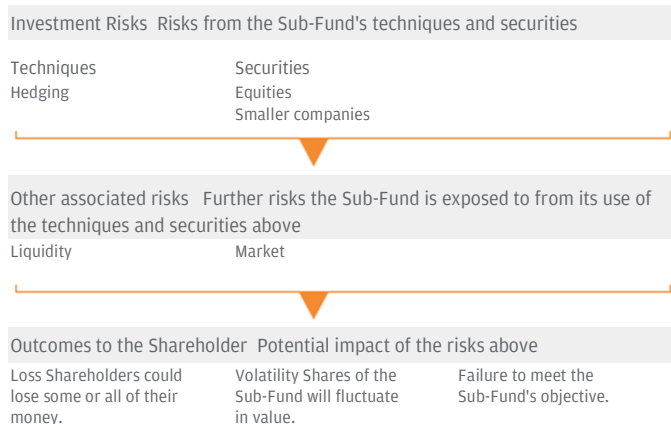 Investment Risks Risks from the Sub-Fund's techniques and securities
Techniques
Hedging
Securities
Equities
Smaller companies
Other associated risks Further risks the Sub-Fund is exposed to from its use of
the techniques and securities above
Liquidity
Market
Outcomes to the Shareholder Potential impact of the risks above
Loss Shareholders could
lose some or all of their
money.
Volatility Shares of the
Sub-Fund will fluctuate
in value.
Failure to meet the
Sub-Fund's objective.